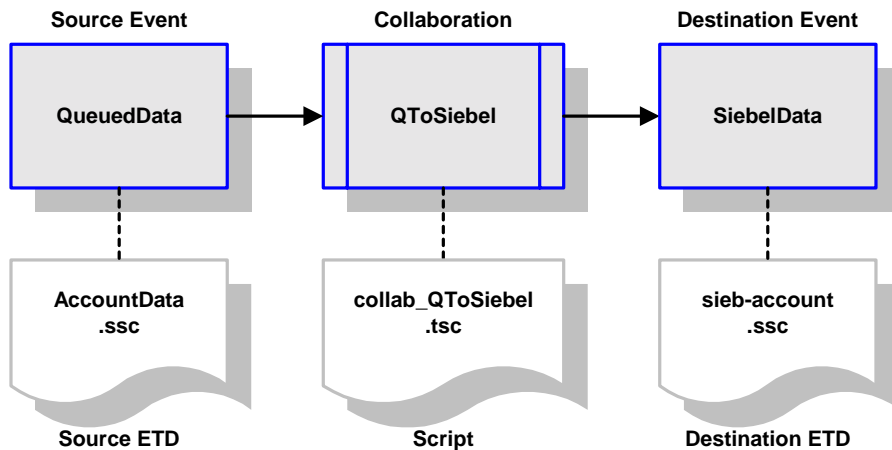 Source Event
Collaboration
Destination Event
QueuedData
QToSiebel
SiebelData
AccountData
.ssc
collab_QToSiebel
.tsc
sieb-account
.ssc
Source ETD
Script
Destination ETD